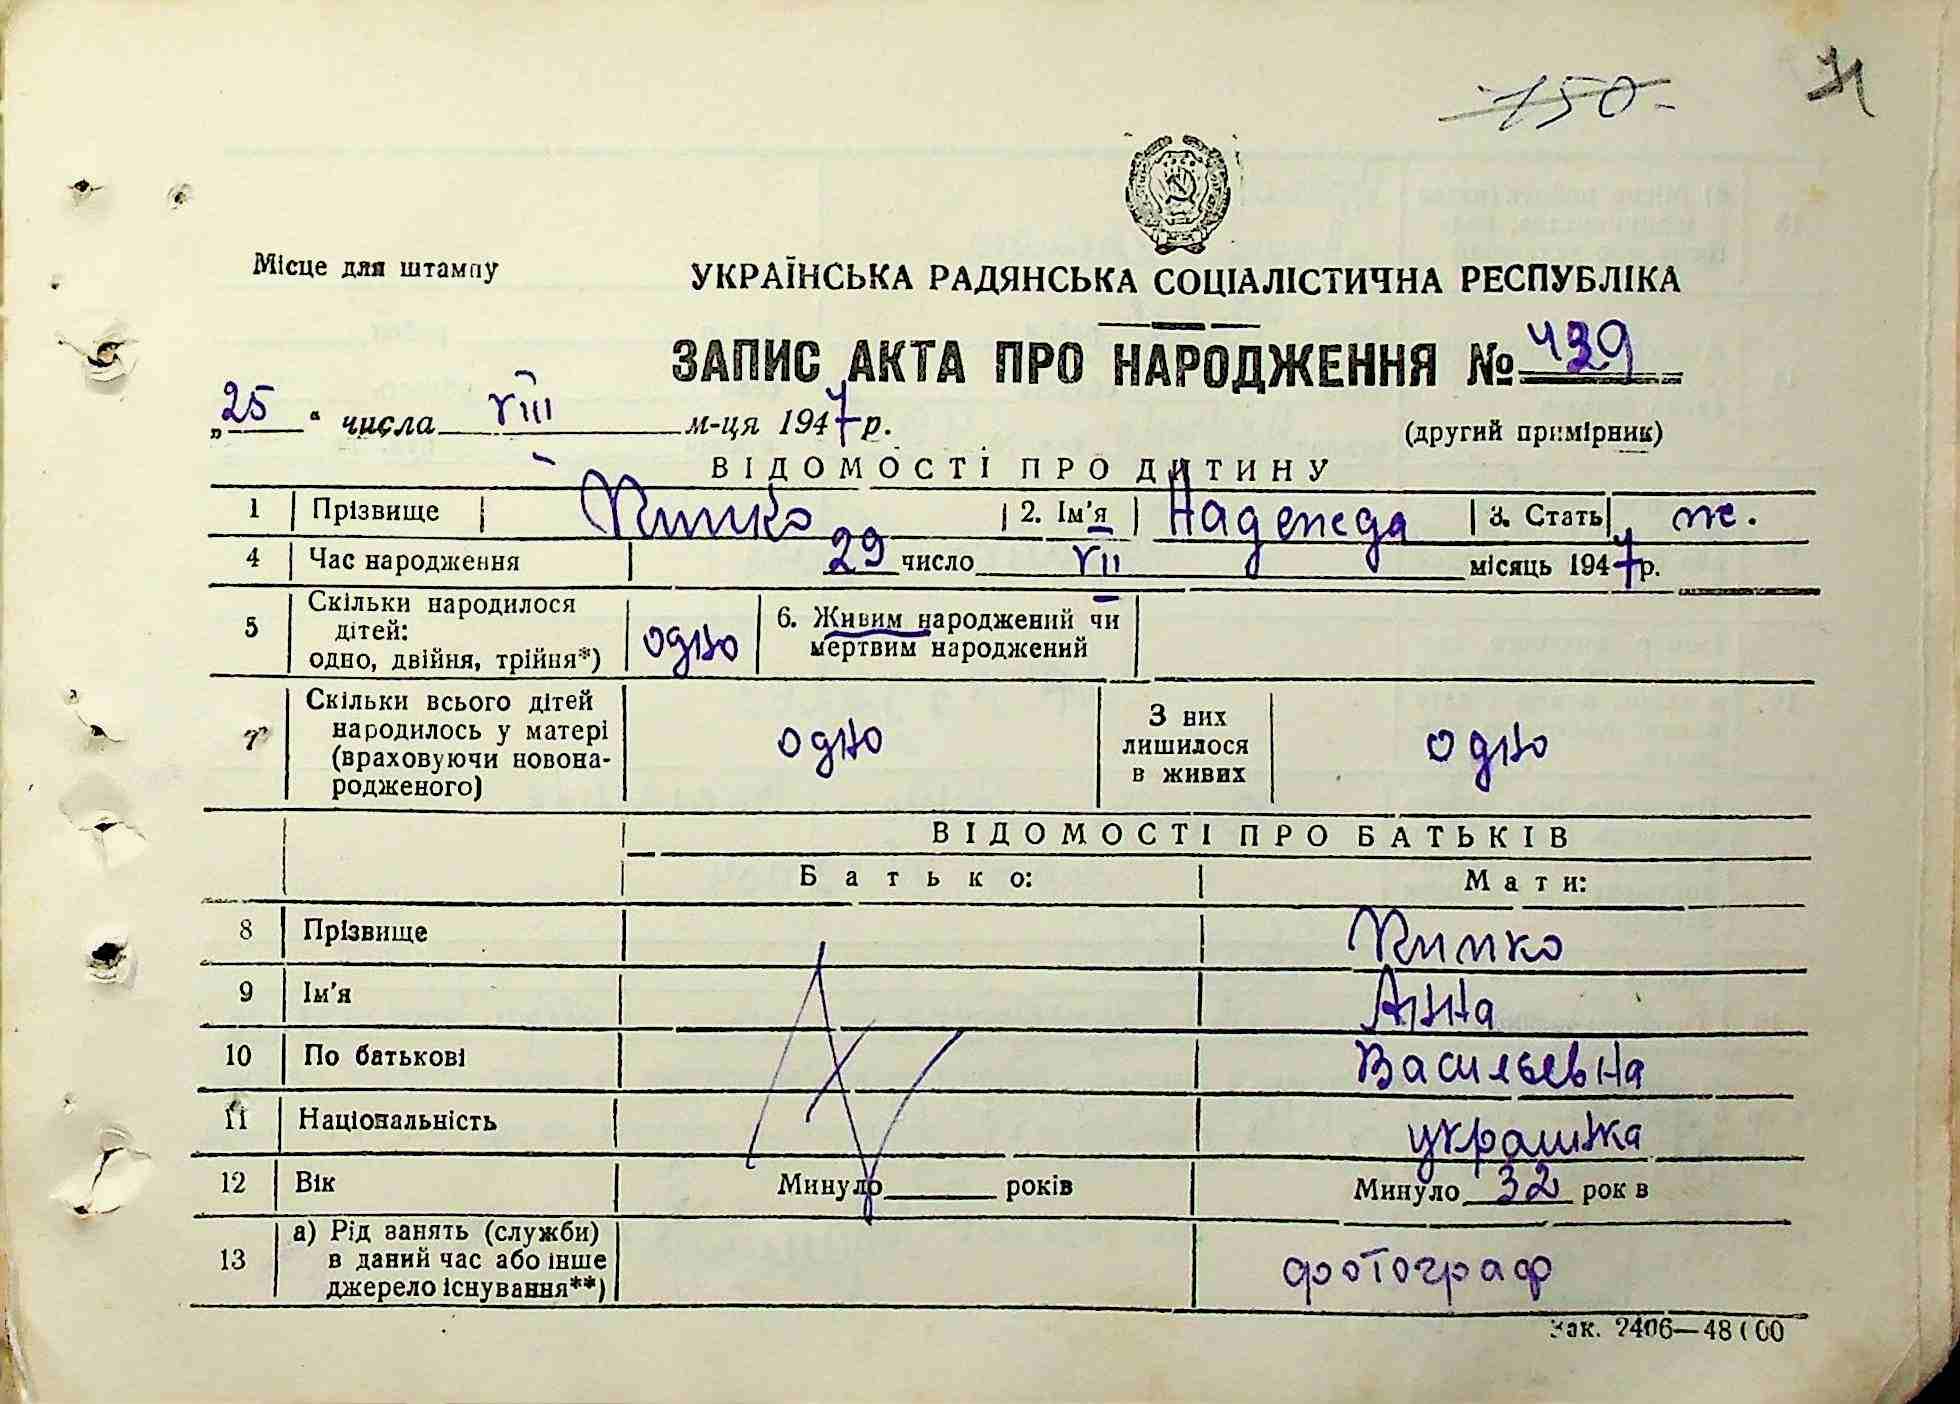 150-
Місце для штампу
УКРАЇНСЬКА РАДЯНСЬКА СОЦІАЛІСТИЧНА РЕСПУБЛІКА
ЗАПИС АКТА ПРО НАРОДЖЕННЯ № 439
„25“ числа VIII м-ця 1947 р.
(другий примірник)
ВІДОМОСТІ ПРО ДИТИНУ
1 Прізвище 2. Ім'я Надежда 3. Стать ж.
4 Час народження 29 число VII місяць 1947 р.
5 Скільки народилося дітей: одно, двійня, трійня*) одно 6. Живим народжений чи мертвим народжений
7 Скільки всього дітей народилось у матері (враховуючи новонародженого) одно З них лишилося в живих одно
ВІДОМОСТІ ПРО БАТЬКІВ
Батько: Мати:
8 Прізвище
9 Ім'я Анна
10 По батькові Васильевна
11 Національність
12 Вік Минуло років Минуло 32 рок в
13 а) Рід занять (служби) в даний час або інше джерело існування**) фотограф
Зак. 2406—48(00